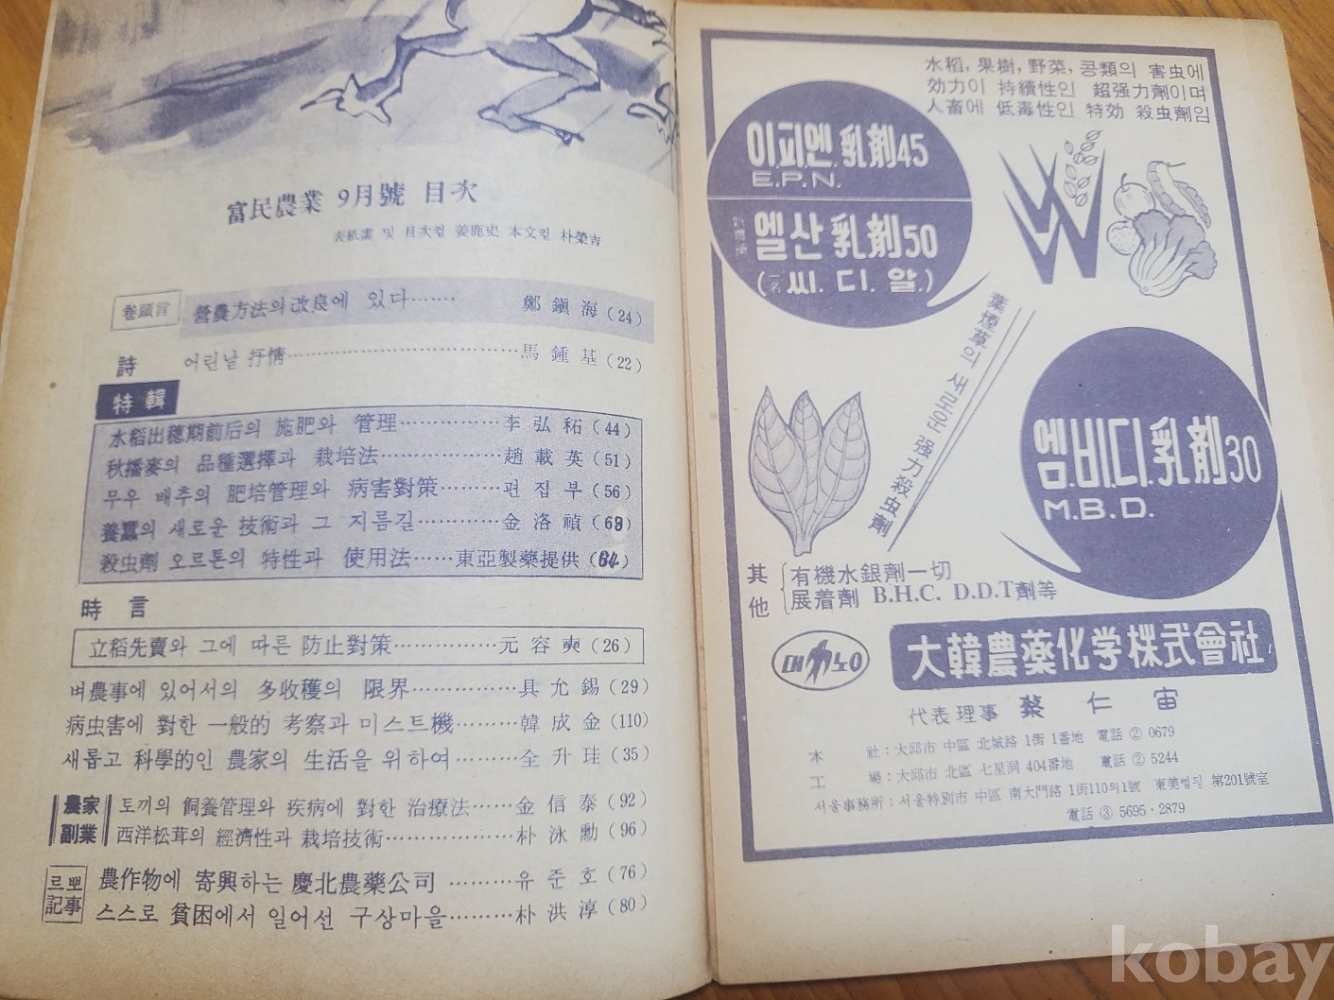 富民農業 9月號 目次
表紙畫 및 目次컽 姜鹿史 本文컽 朴榮吉
卷頭言 營農方法의 改良에 있다……… 鄭鎭海 (24)
詩 어린날 抒情………………………… 馬鍾基 (22)
特輯
水稻出穗期前后의 施肥와 管理……………李弘䄷 (44)
秋播麥의 品種選擇과 栽培法………………趙載英 (51)
무우 배추의 肥培管理와 病害對策…………편집부 (56)
養蠶의 새로운 技術과 그 지름길……………金洛禎 (68)
殺虫劑 오르톤의 特性과 使用法……東亞製藥提供 (64)
時言
立稻先賣와 그에 따른 防止對策……………元容奭 (26)
벼農事에 있어서의 多收穫의 限界……………具允錫 (29)
病虫害에 對한 一般的 考察과 미스트機………韓成金 (110)
새롭고 科學的인 農家의 生活을 위하여………全升珪 (35)
農家副業
토끼의 飼養管理와 疾病에 對한 治療法……金信泰 (92)
西洋松茸의 經濟性과 栽培技術………………朴泳勳 (96)
르뽀記事
農作物에 寄與하는 慶北農藥公司 ………유준호 (76)
스스로 貧困에서 일어선 구상마을………朴洪淳 (80)
水稻, 果樹, 野菜, 콩類의 害虫에
効力이 持續性인 超强力劑이며
人畜에 低毒性인 特効 殺虫劑임
이.피.엔.乳剤45
E.P.N.
新農藥 엘산乳剤50
(一名 씨. 디. 알.)
葉煙草의 새로운 强力殺虫劑
엠.비.디.乳剤30
M.B.D.
其他
有機水銀劑一切
展着劑 B.H.C. D.D.T劑等
대노이
大韓農薬化学株式會社
代表理事 蔡仁宙
本社：大邱市 中區 北城路 1街 1番地 電話 ② 0679
工場：大邱市 北區 七星洞 404番地 電話 ② 5244
서울事務所：서울特別市 中區 南大門路 1街110의1號 東美빌딩 第201號室
電話 ③ 5695・2879
kobay